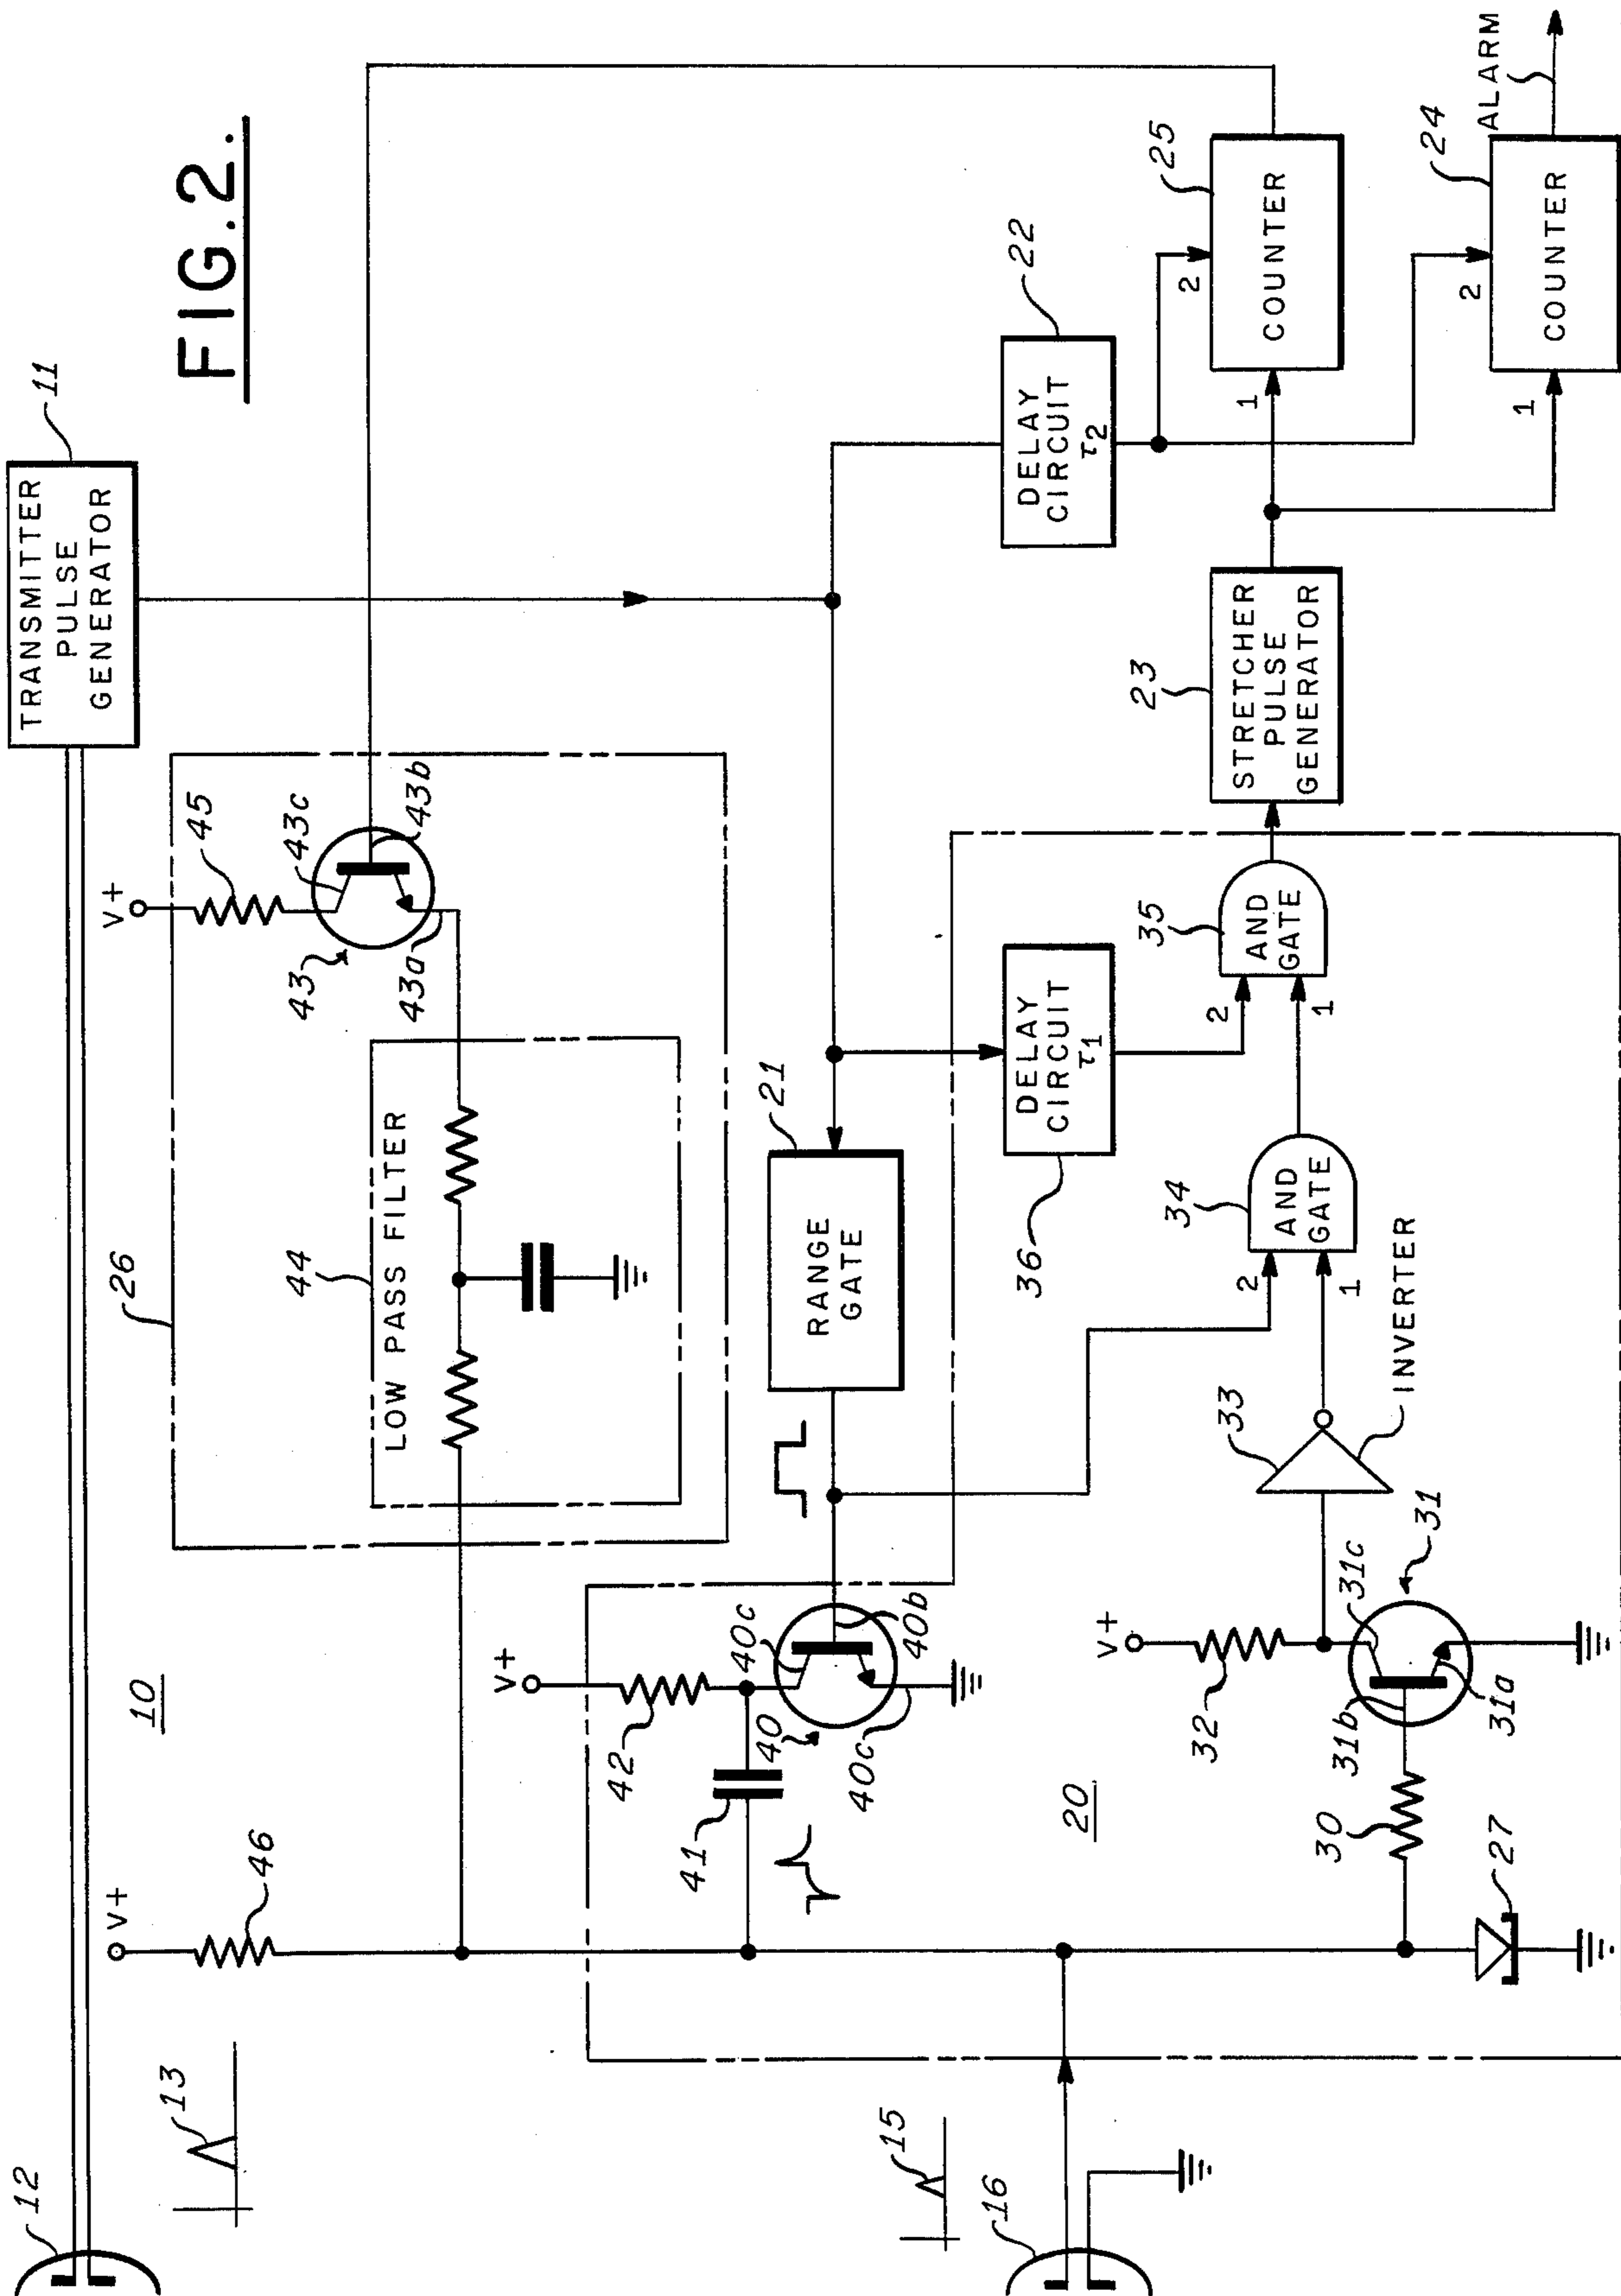 FIG.2.
10
12
13
TRANSMITTER
PULSE
GENERATOR
11
V+
46
26
44
LOW PASS FILTER
V+
45
43c
43b
43
43a
V+
42
40c
40
40b
40c
41
RANGE
GATE
21
DELAY
CIRCUIT
τ2
22
DELAY
CIRCUIT
τ1
36
15
16
20
V+
32
31c
31
31b
31a
30
27
33
INVERTER
2
1
AND
GATE
34
2
1
AND
GATE
35
STRETCHER
PULSE
GENERATOR
23
1
2
COUNTER
25
1
2
COUNTER
24
ALARM